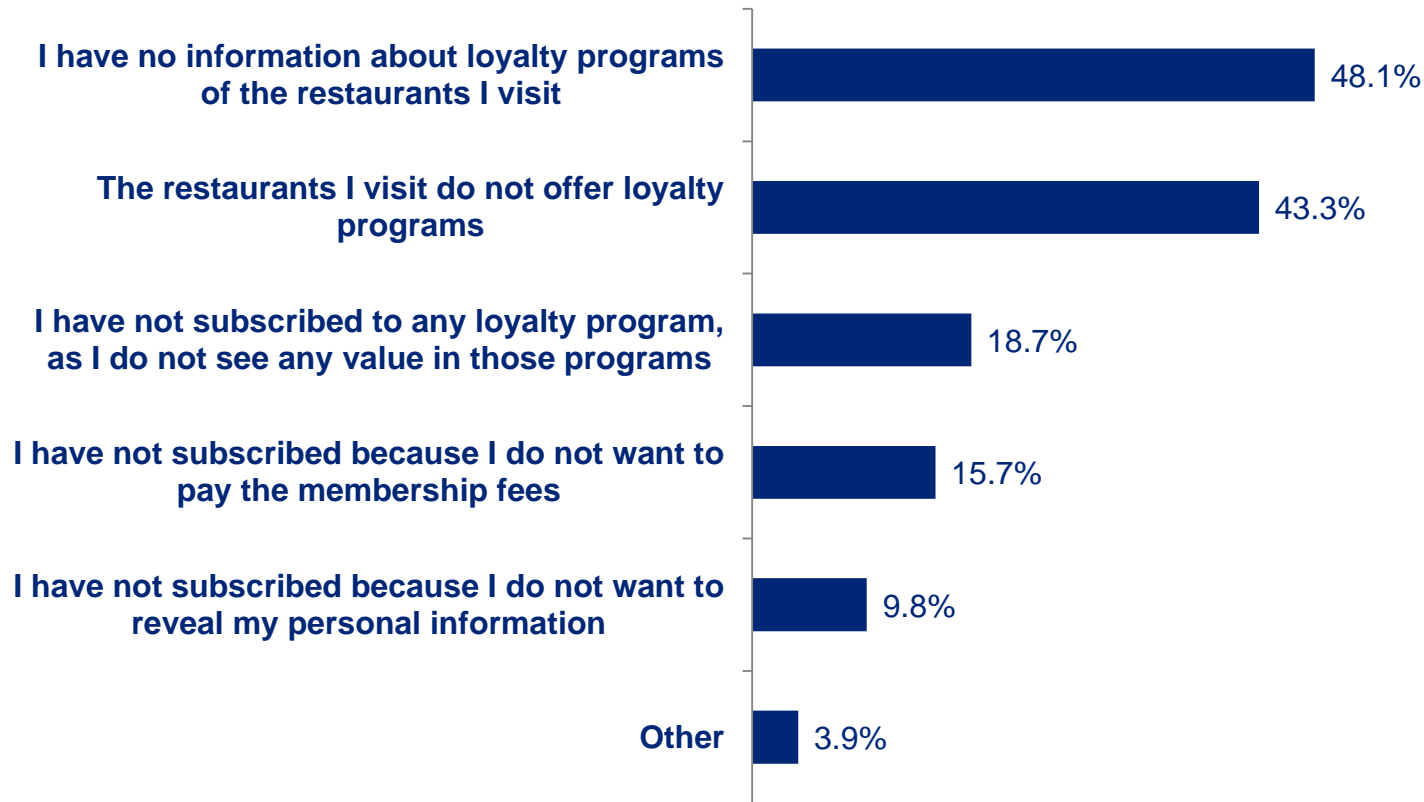 I have no information about loyalty programs
of the restaurants I visit
48.1%
The restaurants I visit do not offer loyalty
programs
43.3%
I have not subscribed to any loyalty program,
as I do not see any value in those programs
18.7%
I have not subscribed because I do not want to
pay the membership fees
15.7%
I have not subscribed because I do not want to
reveal my personal information
9.8%
Other
3.9%